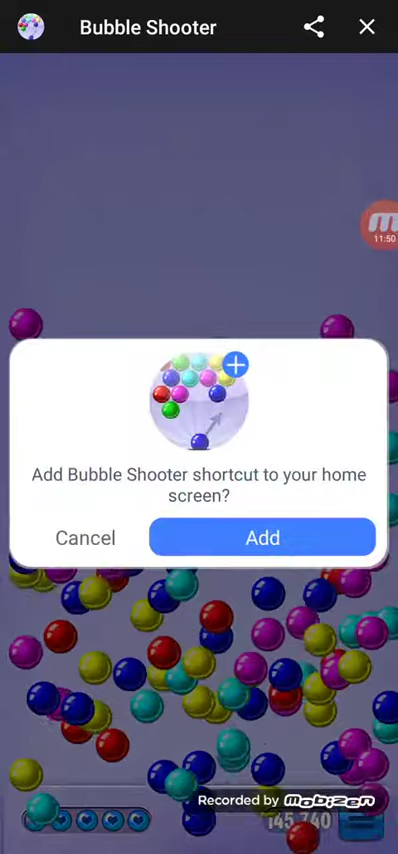 Bubble Shooter
11:50
Add Bubble Shooter shortcut to your home
screen?
Cancel
Add
Recorded by mobizen
145,740